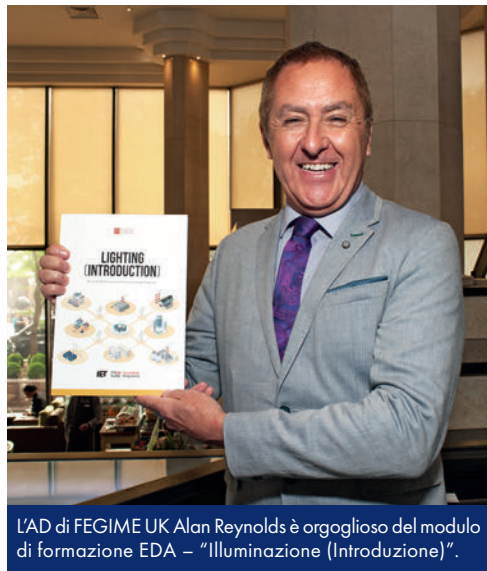 LIGHTING
(INTRODUCTION)
IET
L'AD di FEGIME UK Alan Reynolds è orgoglioso del modulo
di formazione EDA – “Illuminazione (Introduzione)”.